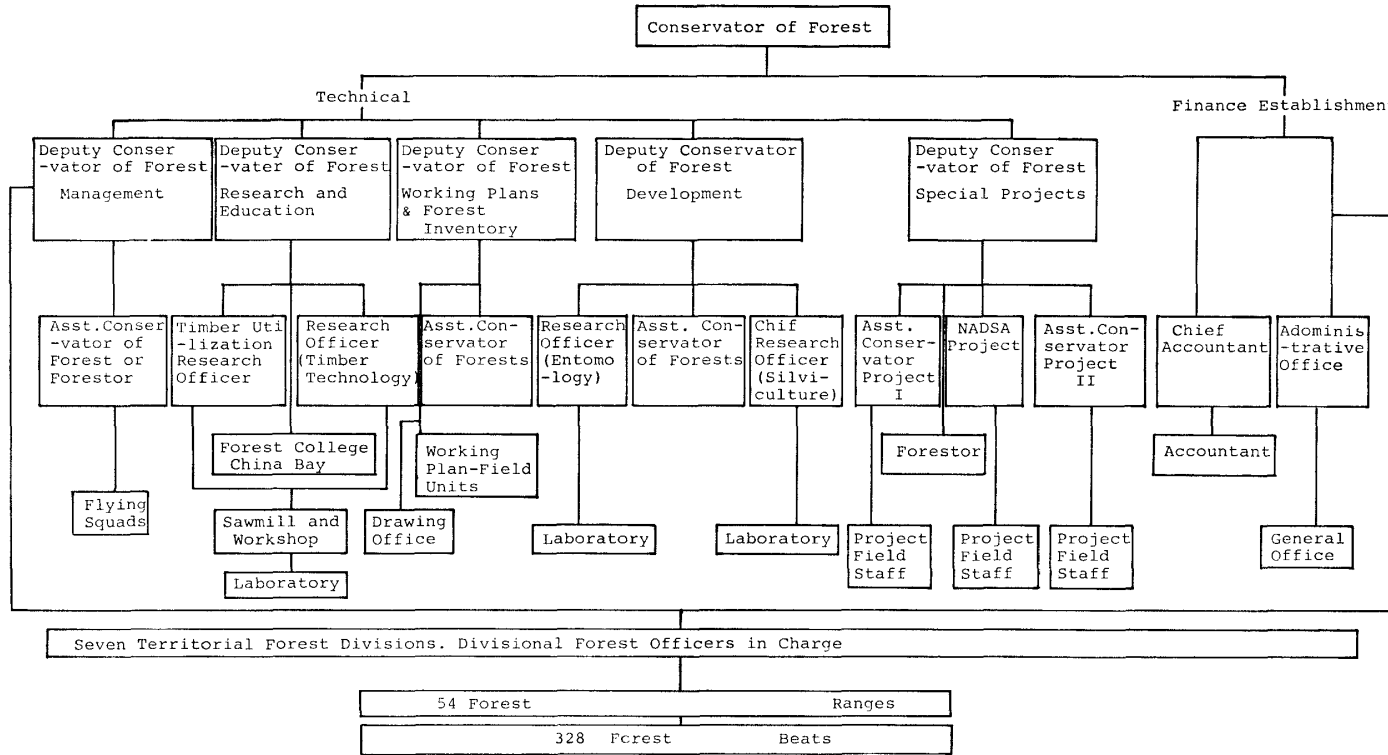 Conservator of Forest
Technical
Finance Establishment
Deputy Conser
-vator of Forest
Management
Deputy Conser
-vater of Forest
Research and
Education
Deputy Conser
-vator of Forest
Working Plans
& Forest
Inventory
Deputy Conservator
of Forest
Development
Deputy Conser
-vator of Forest
Special Projects
Asst.Conser
-vator of
Forest or
Forestor
Timber Uti
-lization
Research
Officer
Research
Officer
(Timber
Technology)
Asst.Con-
servator
of Forests
Research
Officer
(Entomo
-logy)
Asst. Con-
servator
of Forests
Chif
Research
Officer
(Silvi-
culture)
Asst.
Conser-
vator
Project
I
NADSA
Project
Asst.Con-
servator
Project
II
Chief
Accountant
Adominis
-trative
Office
Forest College
China Bay
Working
Plan-Field
Units
Forestor
Accountant
Flying
Squads
Sawmill and
Workshop
Drawing
Office
Laboratory
Laboratory
Project
Field
Staff
Project
Field
Staff
Project
Field
Staff
General
Office
Laboratory
Seven Territorial Forest Divisions. Divisional Forest Officers in Charge
54 Forest Ranges
328 Forest Beats